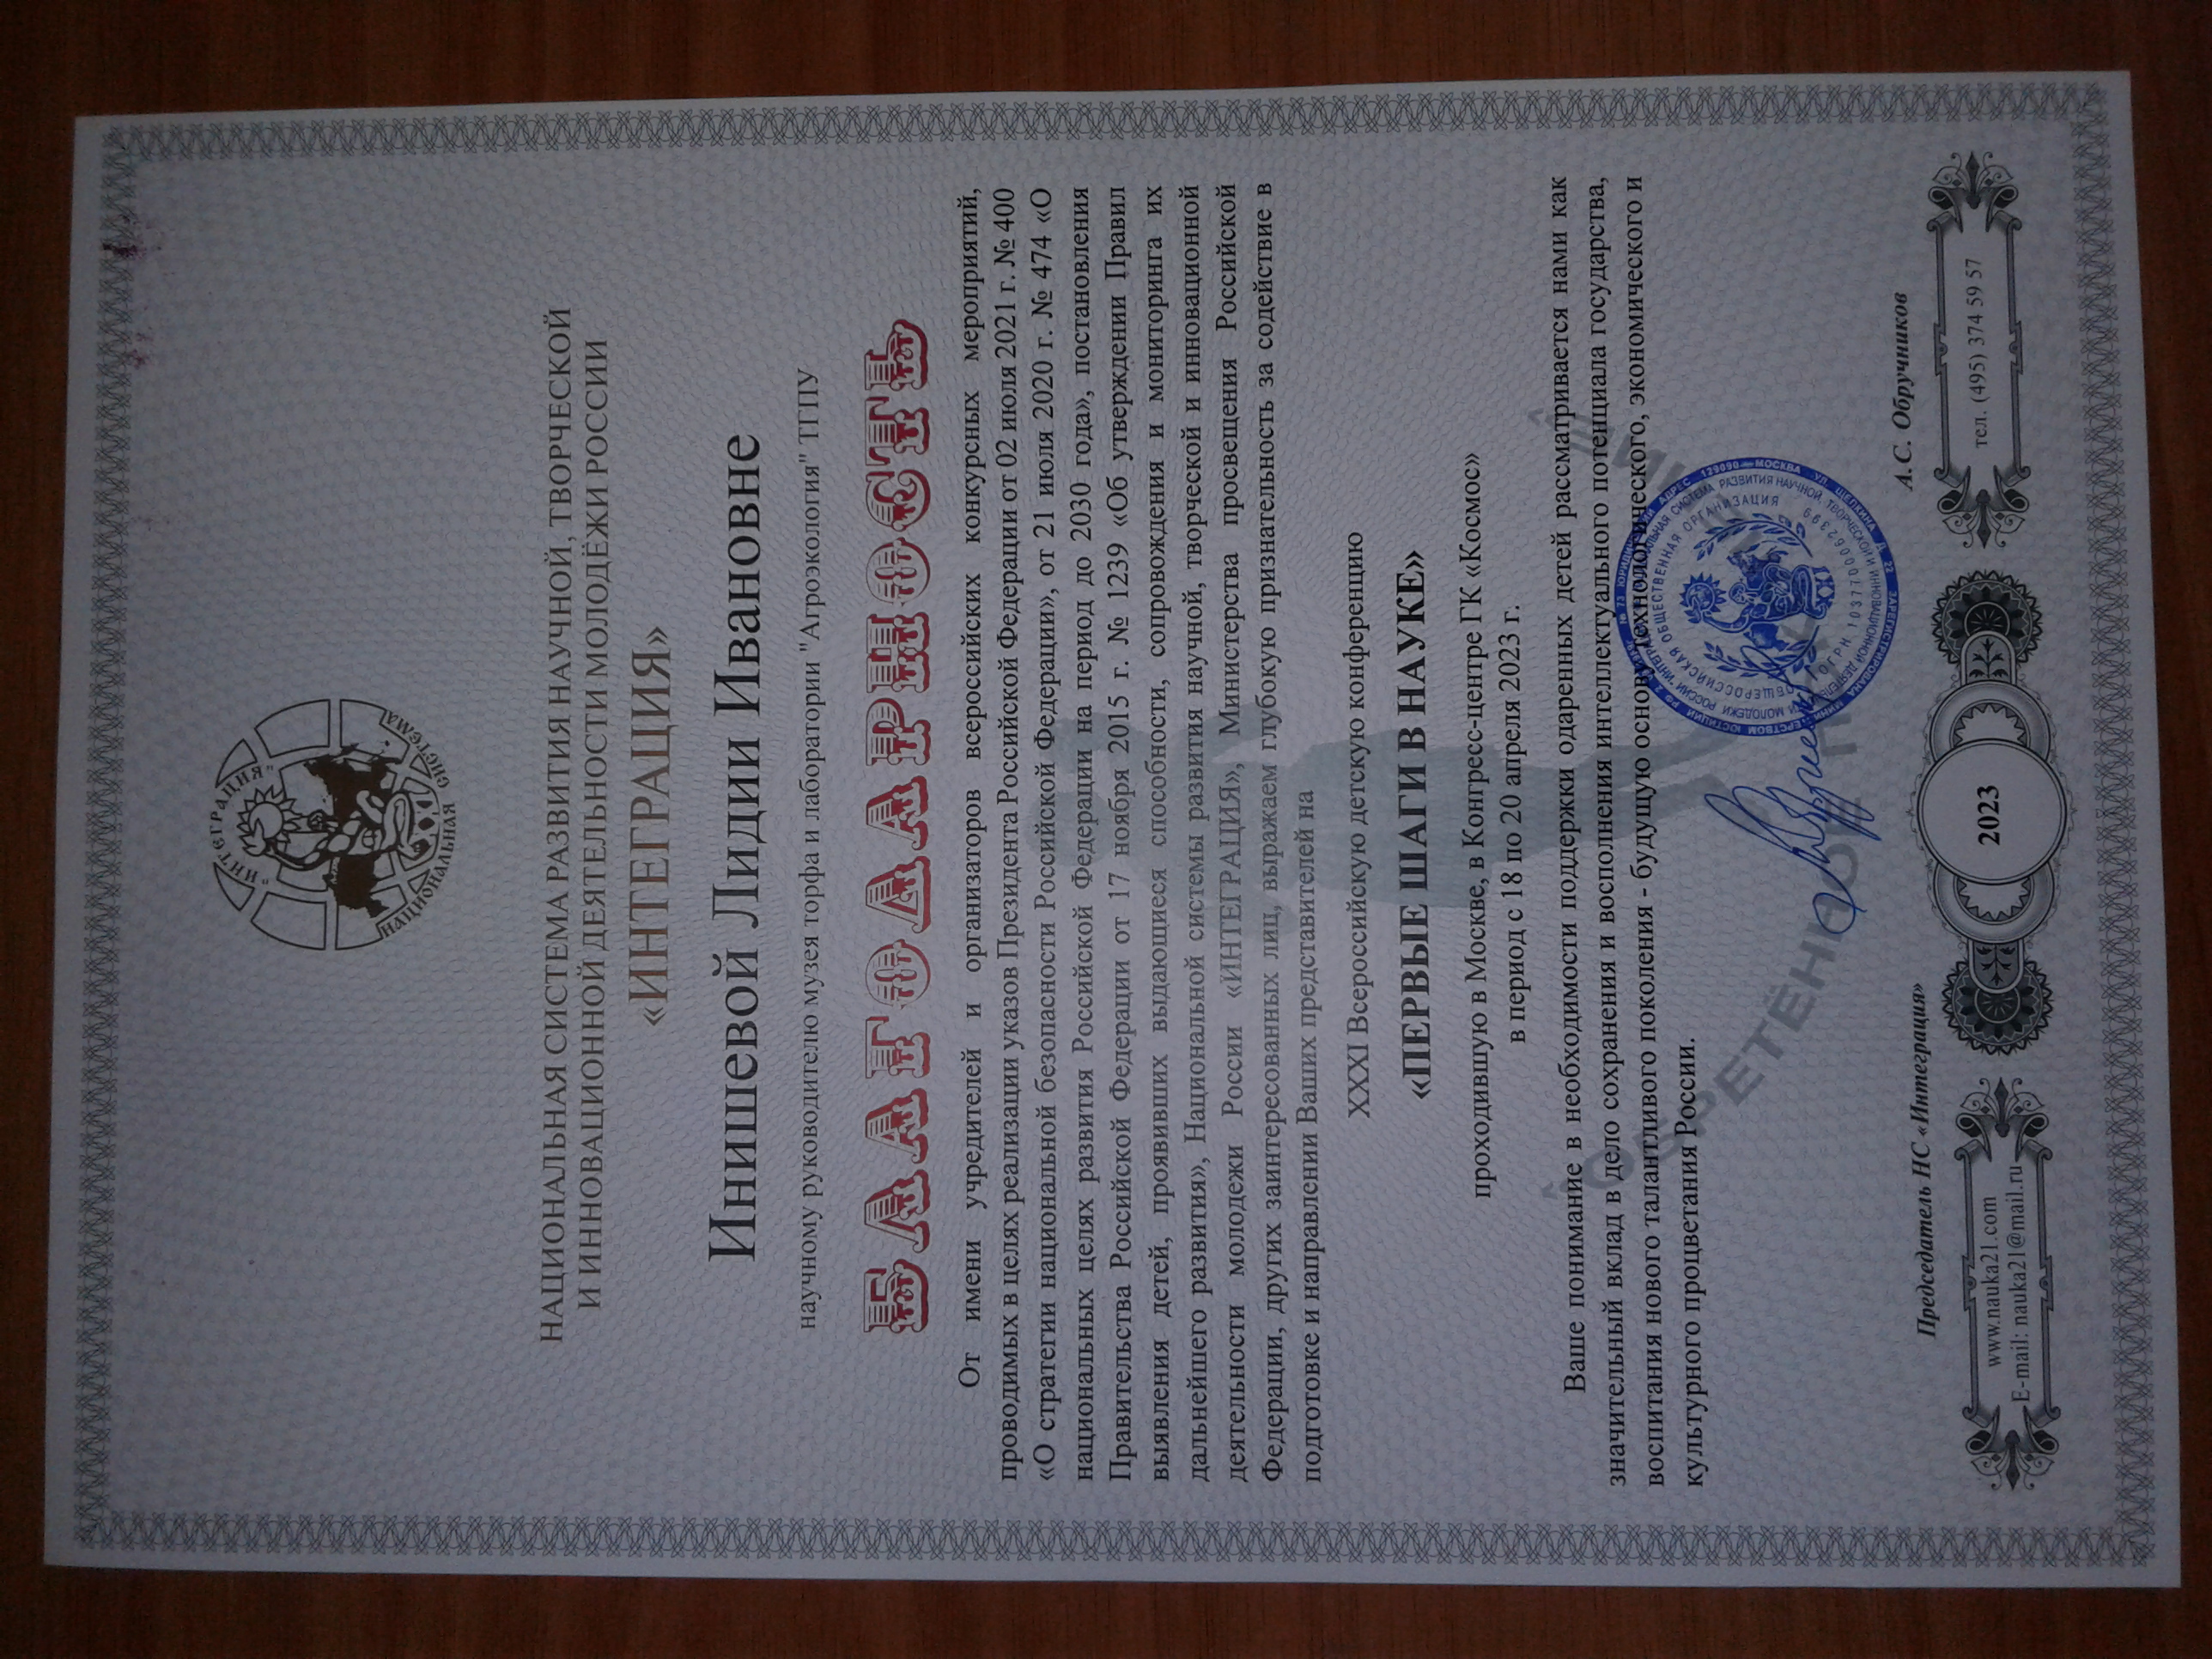 "ИНТЕГРАЦИЯ"
НАЦИОНАЛЬНАЯ СИСТЕМА
НАЦИОНАЛЬНАЯ СИСТЕМА РАЗВИТИЯ НАУЧНОЙ, ТВОРЧЕСКОЙ
И ИННОВАЦИОННОЙ ДЕЯТЕЛЬНОСТИ МОЛОДЁЖИ РОССИИ
«ИНТЕГРАЦИЯ»
Инишевой Лидии Ивановне
научному руководителю музея торфа и лаборатории "Агроэкология" ТГПУ
БЛАГОДАРНОСТЬ
От имени учредителей и организаторов всероссийских конкурсных мероприятий,
проводимых в целях реализации указов Президента Российской Федерации от 02 июля 2021 г. № 400
«О стратегии национальной безопасности Российской Федерации», от 21 июля 2020 г. № 474 «О
национальных целях развития Российской Федерации на период до 2030 года», постановления
Правительства Российской Федерации от 17 ноября 2015 г. № 1239 «Об утверждении Правил
выявления детей, проявивших выдающиеся способности, сопровождения и мониторинга их
дальнейшего развития», Национальной системы развития научной, творческой и инновационной
деятельности молодежи России «ИНТЕГРАЦИЯ», Министерства просвещения Российской
Федерации, других заинтересованных лиц, выражаем глубокую признательность за содействие в
подготовке и направлении Ваших представителей на
XXXI Всероссийскую детскую конференцию
«ПЕРВЫЕ ШАГИ В НАУКЕ»
проходившую в Москве, в Конгресс-центре ГК «Космос»
в период с 18 по 20 апреля 2023 г.
Ваше понимание в необходимости поддержки одаренных детей рассматривается нами как
значительный вклад в дело сохранения и восполнения интеллектуального потенциала государства,
воспитания нового талантливого поколения - будущую основу технологического, экономического и
культурного процветания России.
Председатель НС «Интеграция»
А.С. Обручников
www.nauka21.com
E-mail: nauka21@mail.ru
2023
тел. (495) 374 59 57